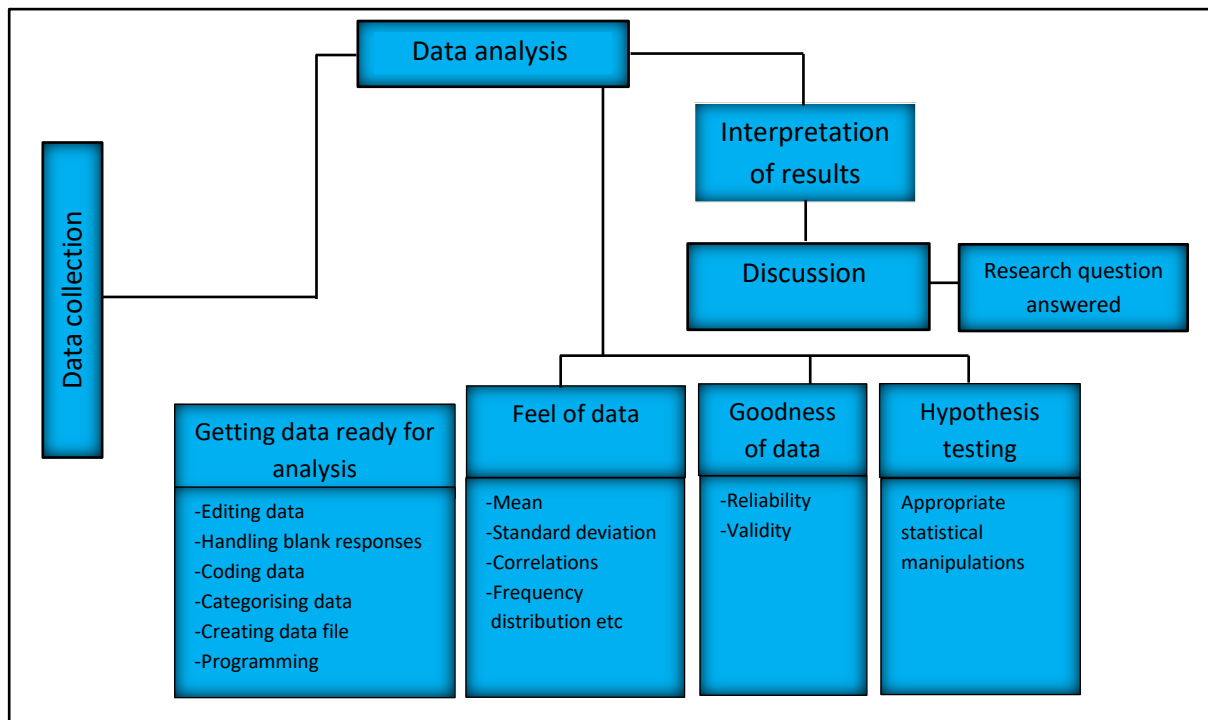 Data analysis
Data collection
Interpretation
of results
Discussion
Research question
answered
Getting data ready for
analysis
-Editing data
-Handling blank responses
-Coding data
-Categorising data
-Creating data file
-Programming
Feel of data
-Mean
-Standard deviation
-Correlations
-Frequency
distribution etc
Goodness
of data
-Reliability
-Validity
Hypothesis
testing
Appropriate
statistical
manipulations